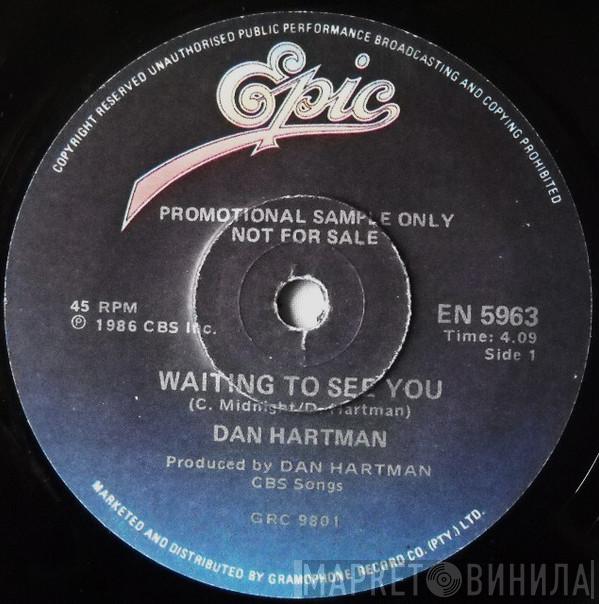 COPYRIGHT RESERVED UNAUTHORISED PUBLIC PERFORMANCE BROADCASTING AND COPYING PROHIBITED
Epic
PROMOTIONAL SAMPLE ONLY
NOT FOR SALE
45 RPM
℗ 1986 CBS Inc.
EN 5963
Time: 4.09
Side 1
WAITING TO SEE YOU
(C. Midnight/D. Hartman)
DAN HARTMAN
Produced by DAN HARTMAN
CBS Songs
GRC 9801
MARKETED AND DISTRIBUTED BY GRAMOPHONE RECORD CO. (PTY.) LTD.
МАРКЕТ ВИНИЛА